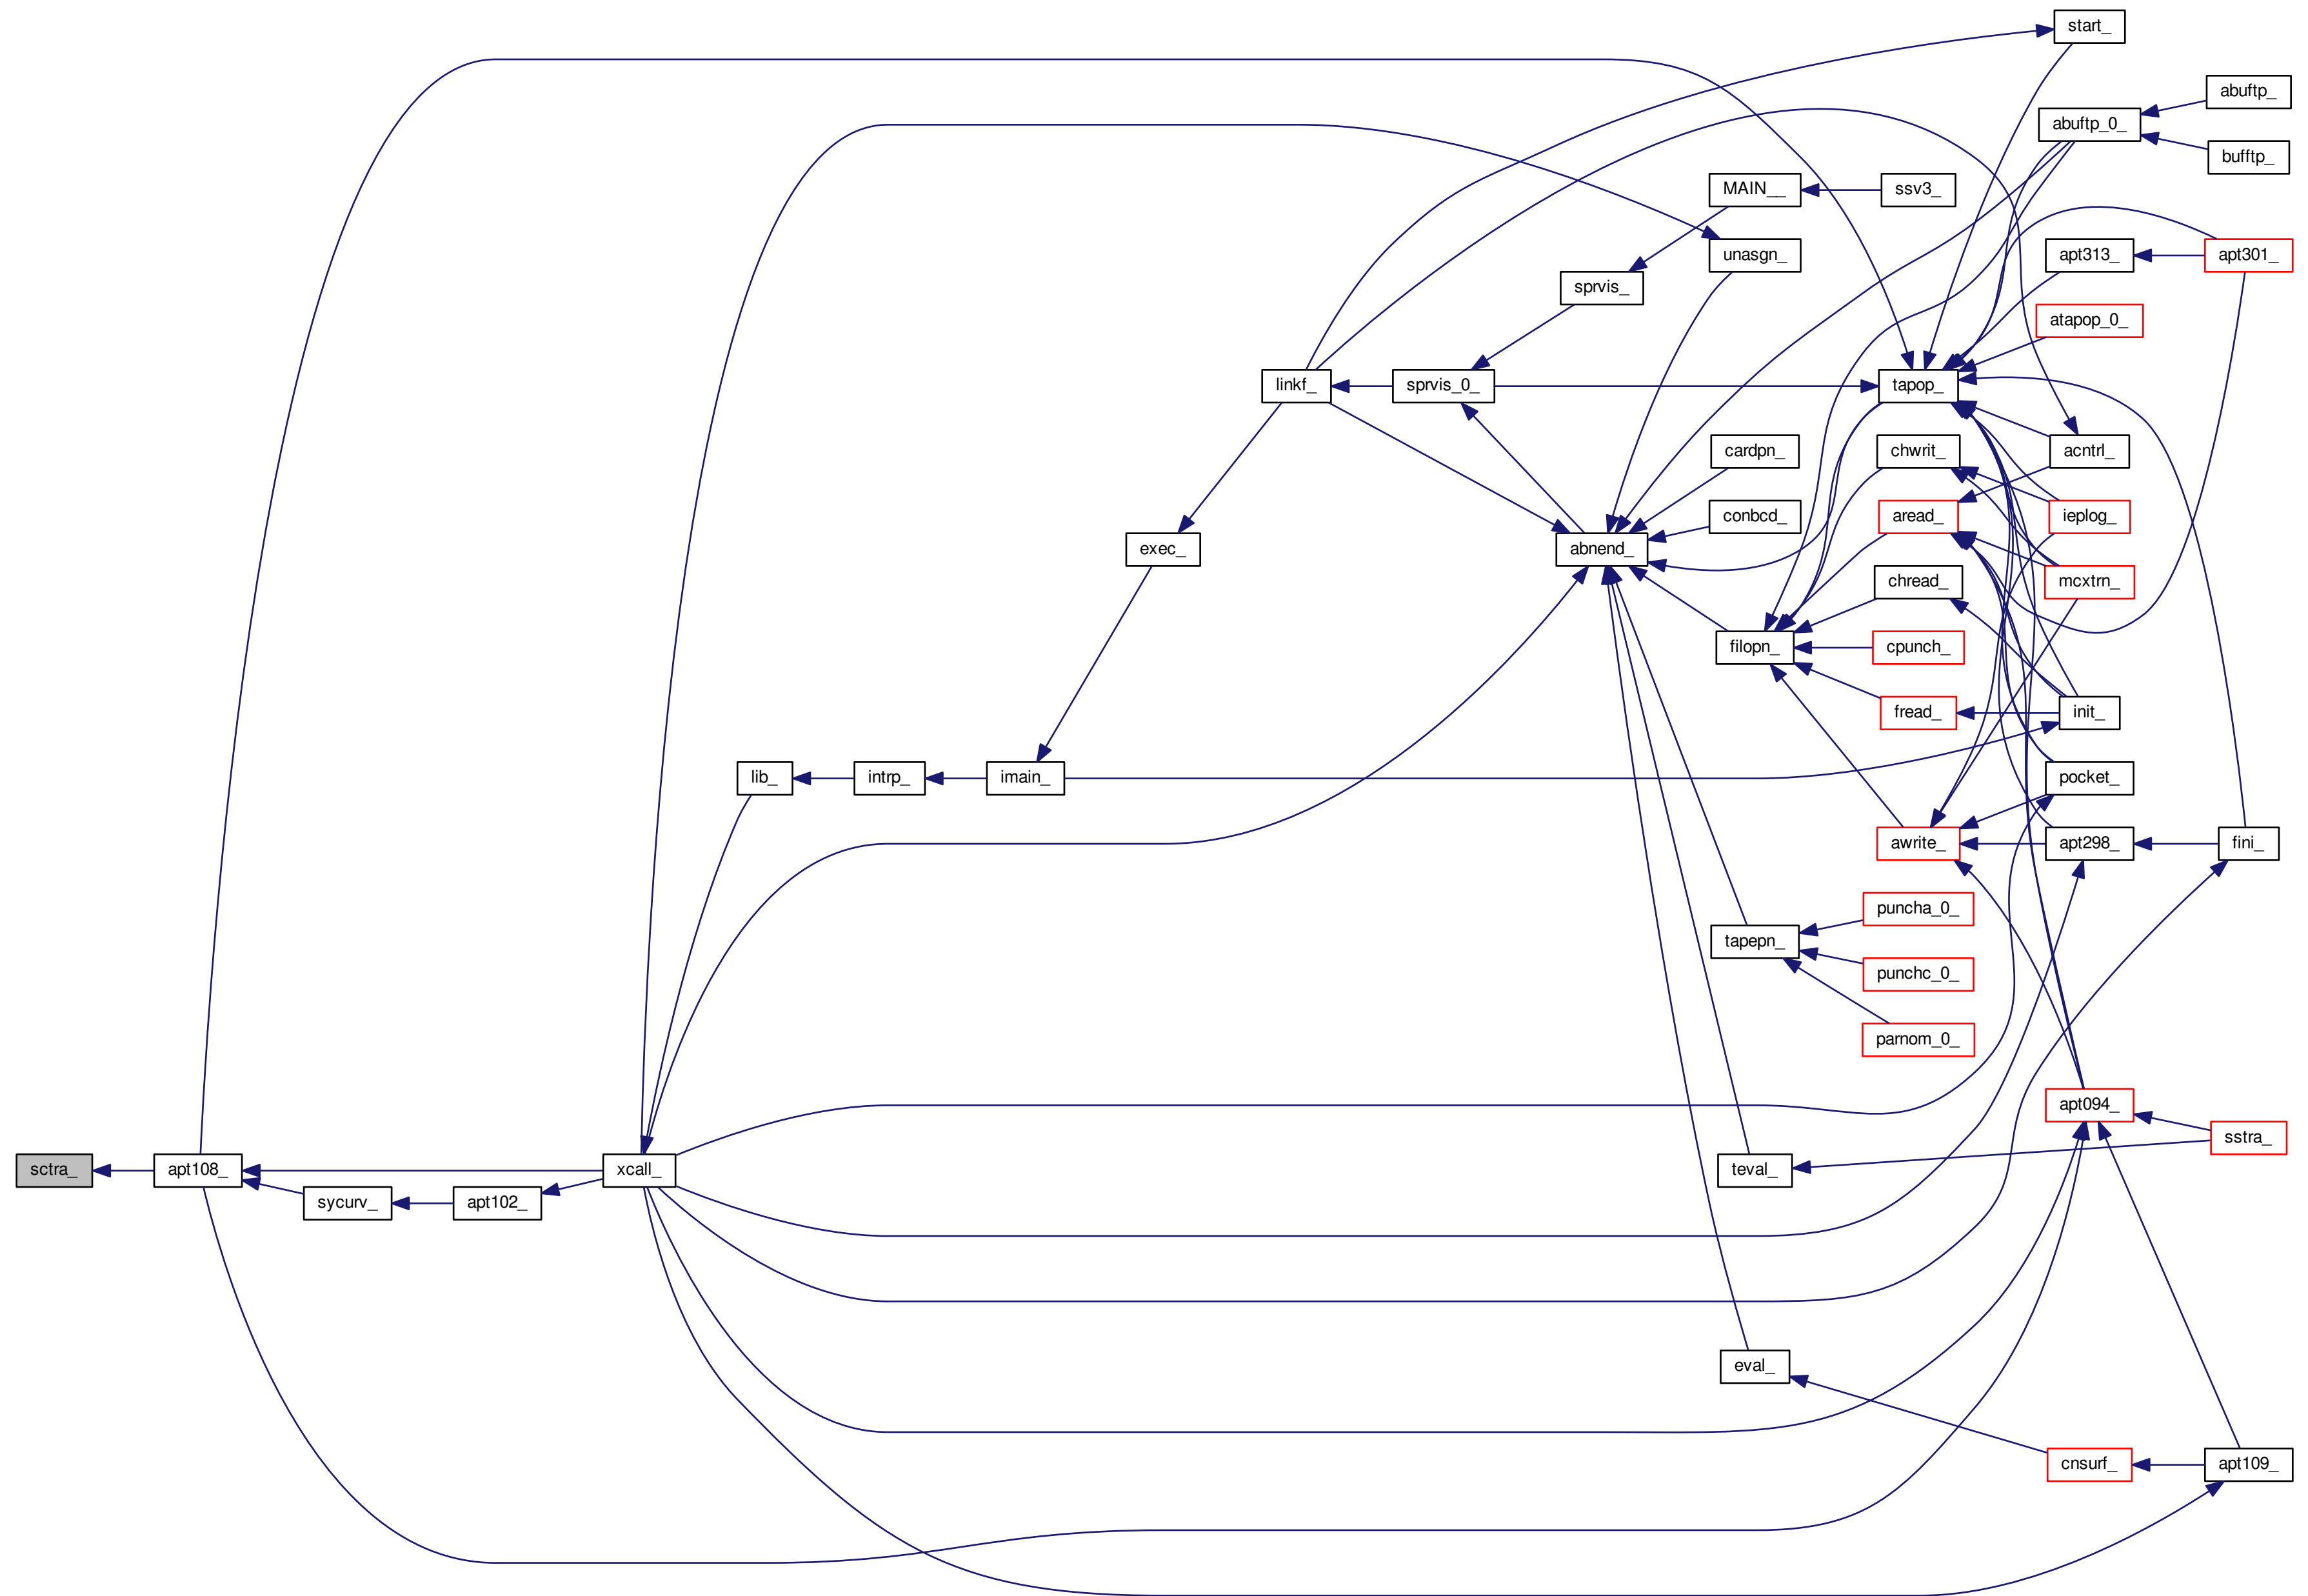 start_
abuftp_
abuftp_0_
bufftp_
MAIN__
ssv3_
unasgn_
apt313_
apt301_
sprvis_
atapop_0_
linkf_
sprvis_0_
tapop_
cardpn_
chwrit_
acntrl_
conbcd_
aread_
ieplog_
exec_
abnend_
chread_
mcxtrn_
filopn_
cpunch_
fread_
init_
lib_
intrp_
imain_
pocket_
awrite_
apt298_
fini_
puncha_0_
tapepn_
punchc_0_
parnom_0_
apt094_
sstra_
sctra_
apt108_
xcall_
teval_
sycurv_
apt102_
eval_
cnsurf_
apt109_